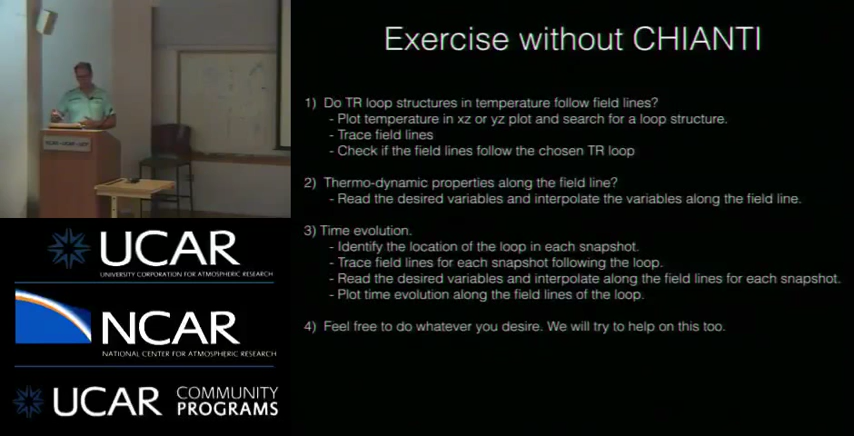 Exercise without CHIANTI
1) Do TR loop structures in temperature follow field lines?
- Plot temperature in xz or yz plot and search for a loop structure.
- Trace field lines
- Check if the field lines follow the chosen TR loop
2) Thermo-dynamic properties along the field line?
- Read the desired variables and interpolate the variables along the field line.
3) Time evolution.
- Identify the location of the loop in each snapshot.
- Trace field lines for each snapshot following the loop.
- Read the desired variables and interpolate along the field lines for each snapshot.
- Plot time evolution along the field lines of the loop.
4) Feel free to do whatever you desire. We will try to help on this too.
UCAR
UNIVERSITY CORPORATION FOR ATMOSPHERIC RESEARCH
NCAR
NATIONAL CENTER FOR ATMOSPHERIC RESEARCH
UCAR COMMUNITY
PROGRAMS